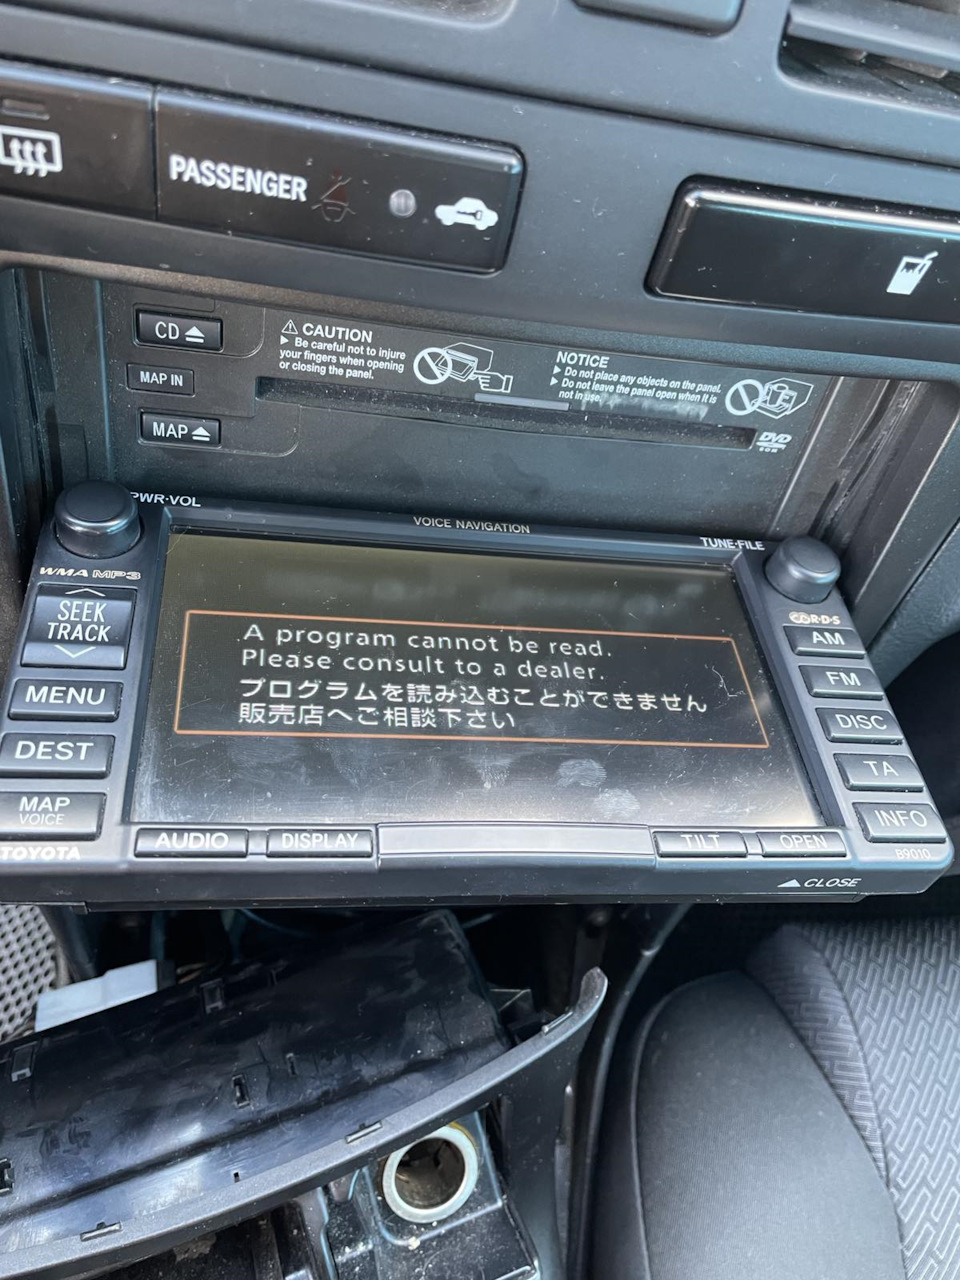 PASSENGER
CD
MAP IN
MAP
CAUTION
Be careful not to injure
your fingers when opening
or closing the panel.
NOTICE
Do not place any objects on the panel.
Do not leave the panel open when it is
not in use.
DVD
ROM
PWR·VOL
VOICE NAVIGATION
TUNE·FILE
WMA MP3
SEEK
TRACK
MENU
DEST
MAP
VOICE
TOYOTA
A program cannot be read.
Please consult to a dealer.
プログラムを読み込むことができません
販売店へご相談下さい
R·D·S
AM
FM
DISC
TA
INFO
B9010
AUDIO
DISPLAY
TILT
OPEN
CLOSE